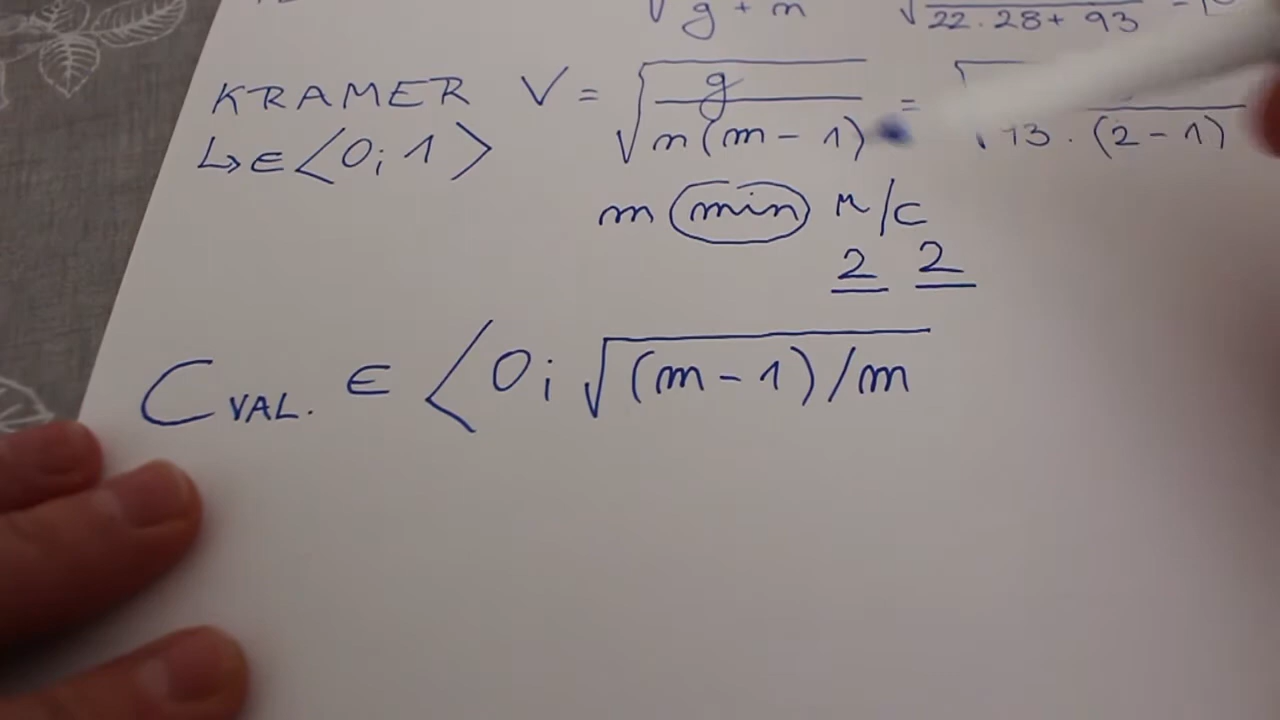 √ g + n √ 22.28 + 93 =
KRAMER V = √ g / n(m - 1) = 93 . (2 - 1)
↳ ∈ ⟨0; 1⟩
m min r/c
2 2
C VAL. ∈ ⟨0; √(m - 1)/m